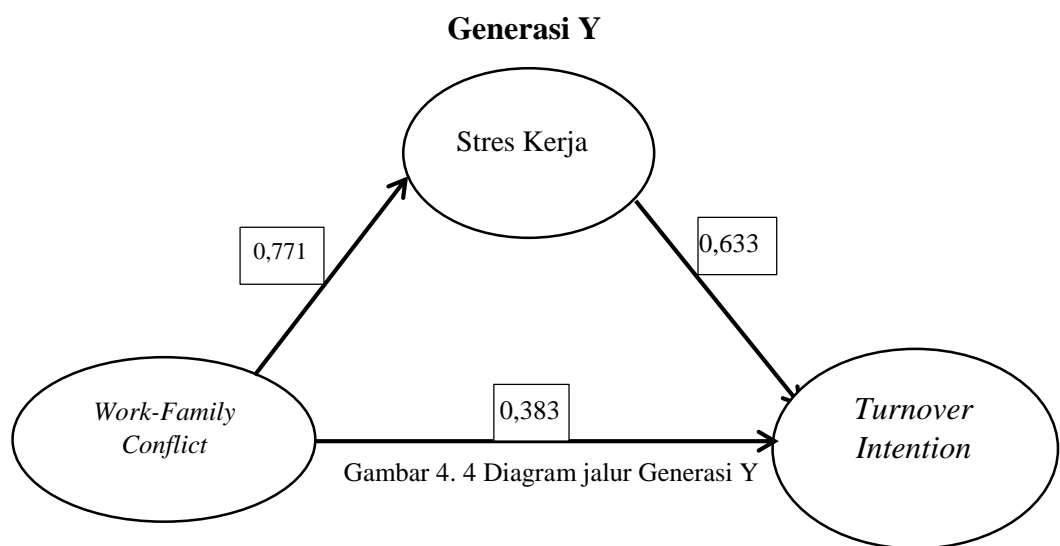 Generasi Y
Stres Kerja
0,771
0,633
Work-Family
Conflict
0,383
Turnover
Intention
Gambar 4. 4 Diagram jalur Generasi Y